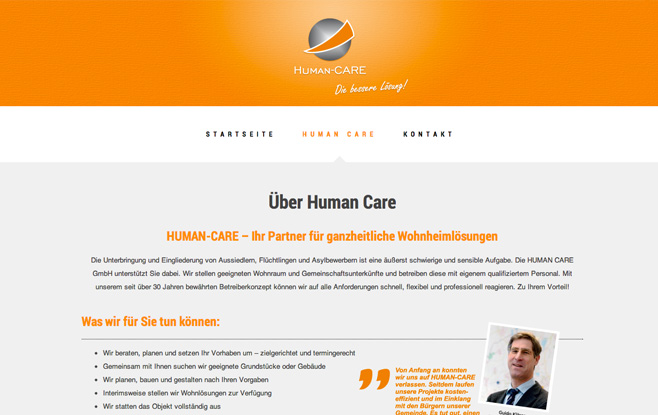 HUMAN-CARE
Die bessere Lösung!
STARTSEITE HUMAN CARE KONTAKT
Über Human Care
HUMAN-CARE – Ihr Partner für ganzheitliche Wohnheimlösungen
Die Unterbringung und Eingliederung von Aussiedlern, Flüchtlingen und Asylbewerbern ist eine äußerst schwierige und sensible Aufgabe. Die HUMAN CARE
GmbH unterstützt Sie dabei. Wir stellen geeigneten Wohnraum und Gemeinschaftsunterkünfte und betreiben diese mit eigenem qualifiziertem Personal. Mit
unserem seit über 30 Jahren bewährten Betreiberkonzept können wir auf alle Anforderungen schnell, flexibel und professionell reagieren. Zu Ihrem Vorteil!
Was wir für Sie tun können:
• Wir beraten, planen und setzen Ihr Vorhaben um – zielgerichtet und termingerecht
• Gemeinsam mit Ihnen suchen wir geeignete Grundstücke oder Gebäude
• Wir planen, bauen und gestalten nach Ihren Vorgaben
• Interimsweise stellen wir Wohnlösungen zur Verfügung
• Wir statten das Objekt vollständig aus
Von Anfang an konnten
wir uns auf HUMAN-CARE
verlassen. Seitdem laufen
unsere Projekte kosten-
effizient und im Einklang
mit den Bürgern unserer
Gemeinde. Es tut gut, einen
Guido